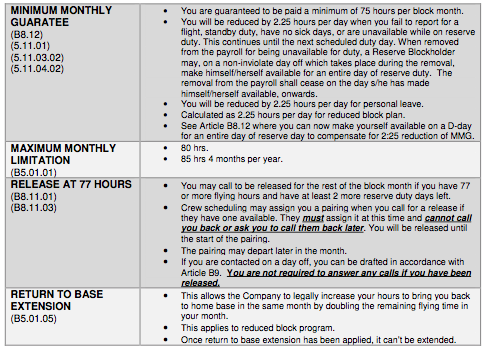 MINIMUM MONTHLY
GUARATEE
(B8.12)
(5.11.01)
(5.11.03.02)
(5.11.04.02)
• You are guaranteed to be paid a minimum of 75 hours per block month.
• You will be reduced by 2.25 hours per day when you fail to report for a
flight, standby duty, have no sick days, or are unavailable while on reserve
duty. This continues until the next scheduled duty day. When removed
from the payroll for being unavailable for duty, a Reserve Blockholder
may, on a non-inviolate day off which takes place during the removal,
make himself/herself available for an entire day of reserve duty. The
removal from the payroll shall cease on the day s/he has made
himself/herself available, onwards.
• You will be reduced by 2.25 hours per day for personal leave.
• Calculated as 2.25 hours per day for reduced block plan.
• See Article B8.12 where you can now make yourself available on a D-day
for an entire day of reserve day to compensate for 2:25 reduction of MMG.
MAXIMUM MONTHLY
LIMITATION
(B5.01.01)
• 80 hrs.
• 85 hrs 4 months per year.
RELEASE AT 77 HOURS
(B8.11.01)
(B8.11.03)
• You may call to be released for the rest of the block month if you have 77
or more flying hours and have at least 2 more reserve duty days left.
• Crew scheduling may assign you a pairing when you call for a release if
they have one available. They must assign it at this time and cannot call
you back or ask you to call them back later. You will be released until
the start of the pairing.
• The pairing may depart later in the month.
• If you are contacted on a day off, you can be drafted in accordance with
Article B9. You are not required to answer any calls if you have been
released.
RETURN TO BASE
EXTENSION
(B5.01.05)
• This allows the Company to legally increase your hours to bring you back
to home base in the same month by doubling the remaining flying time in
your month.
• This applies to reduced block program.
• Once return to base extension has been applied, it can't be extended.